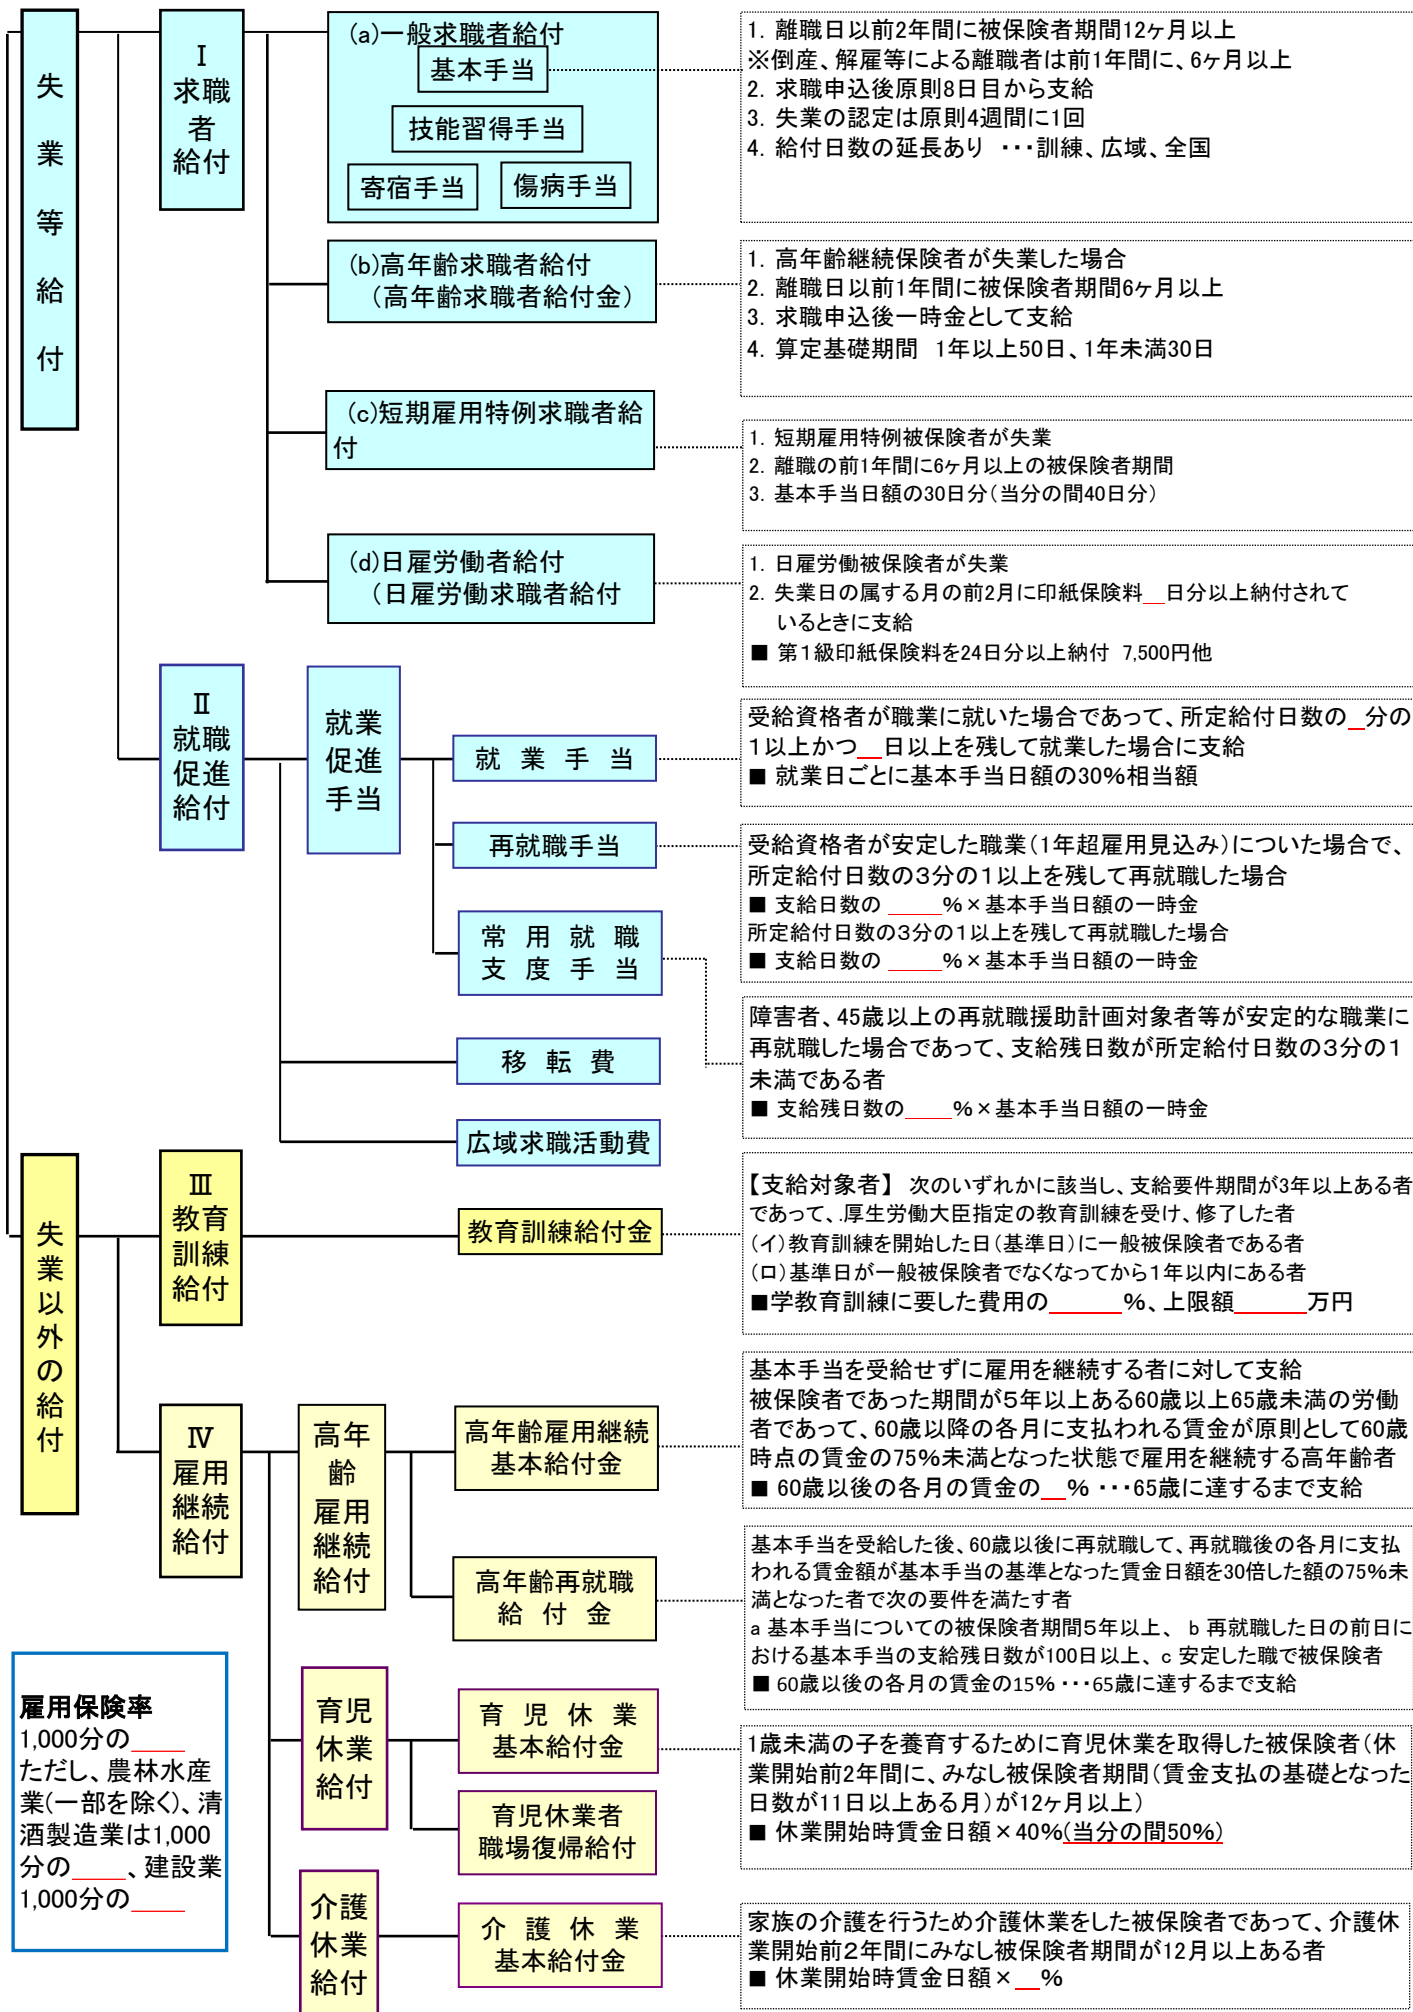 失業等給付
Ⅰ
求職
者
給付
(a)一般求職者給付
基本手当
技能習得手当
寄宿手当
傷病手当
1. 離職日以前2年間に被保険者期間12ヶ月以上
※倒産、解雇等による離職者は前1年間に、6ヶ月以上
2. 求職申込後原則8日目から支給
3. 失業の認定は原則4週間に1回
4. 給付日数の延長あり ・・・訓練、広域、全国
(b)高年齢求職者給付
(高年齢求職者給付金)
1. 高年齢継続保険者が失業した場合
2. 離職日以前1年間に被保険者期間6ヶ月以上
3. 求職申込後一時金として支給
4. 算定基礎期間 1年以上50日、1年未満30日
(c)短期雇用特例求職者給
付
1. 短期雇用特例被保険者が失業
2. 離職の前1年間に6ヶ月以上の被保険者期間
3. 基本手当日額の30日分(当分の間40日分)
(d)日雇労働者給付
(日雇労働求職者給付
1. 日雇労働被保険者が失業
2. 失業日の属する月の前2月に印紙保険料__日分以上納付されて
いるときに支給
■ 第1級印紙保険料を24日分以上納付 7,500円他
Ⅱ
就職
促進
給付
就業
促進
手当
就業手当
受給資格者が職業に就いた場合であって、所定給付日数の_分の
1以上かつ__日以上を残して就業した場合に支給
■ 就業日ごとに基本手当日額の30%相当額
再就職手当
受給資格者が安定した職業(1年超雇用見込み)についた場合で、
所定給付日数の3分の1以上を残して再就職した場合
■ 支給日数の _____%×基本手当日額の一時金
所定給付日数の3分の1以上を残して再就職した場合
■ 支給日数の _____%×基本手当日額の一時金
常用就職
支度手当
障害者、45歳以上の再就職援助計画対象者等が安定的な職業に
再就職した場合であって、支給残日数が所定給付日数の3分の1
未満である者
■ 支給残日数の____%×基本手当日額の一時金
移転費
広域求職活動費
失業以外の給付
Ⅲ
教育
訓練
給付
教育訓練給付金
【支給対象者】 次のいずれかに該当し、支給要件期間が3年以上ある者
であって、.厚生労働大臣指定の教育訓練を受け、修了した者
(イ)教育訓練を開始した日(基準日)に一般被保険者である者
(ロ)基準日が一般被保険者でなくなってから1年以内にある者
■学教育訓練に要した費用の______%、上限額______万円
Ⅳ
雇用
継続
給付
高年
齢
雇用
継続
給付
高年齢雇用継続
基本給付金
基本手当を受給せずに雇用を継続する者に対して支給
被保険者であった期間が5年以上ある60歳以上65歳未満の労働
者であって、60歳以降の各月に支払われる賃金が原則として60歳
時点の賃金の75%未満となった状態で雇用を継続する高年齢者
■ 60歳以後の各月の賃金の__% ・・・65歳に達するまで支給
高年齢再就職
給付金
基本手当を受給した後、60歳以後に再就職して、再就職後の各月に支払
われる賃金額が基本手当の基準となった賃金日額を30倍した額の75%未
満となった者で次の要件を満たす者
a 基本手当についての被保険者期間5年以上、 b 再就職した日の前日に
おける基本手当の支給残日数が100日以上、c 安定した職で被保険者
■ 60歳以後の各月の賃金の15% ・・・65歳に達するまで支給
育児
休業
給付
育児休業
基本給付金
育児休業者
職場復帰給付
1歳未満の子を養育するために育児休業を取得した被保険者(休
業開始前2年間に、みなし被保険者期間(賃金支払の基礎となった
日数が11日以上ある月)が12ヶ月以上)
■ 休業開始時賃金日額×40%(当分の間50%)
介護
休業
給付
介護休業
基本給付金
家族の介護を行うため介護休業をした被保険者であって、介護休
業開始前2年間にみなし被保険者期間が12月以上ある者
■ 休業開始時賃金日額×__%
雇用保険率
1,000分の____
ただし、農林水産
業(一部を除く)、清
酒製造業は1,000
分の____、建設業
1,000分の____